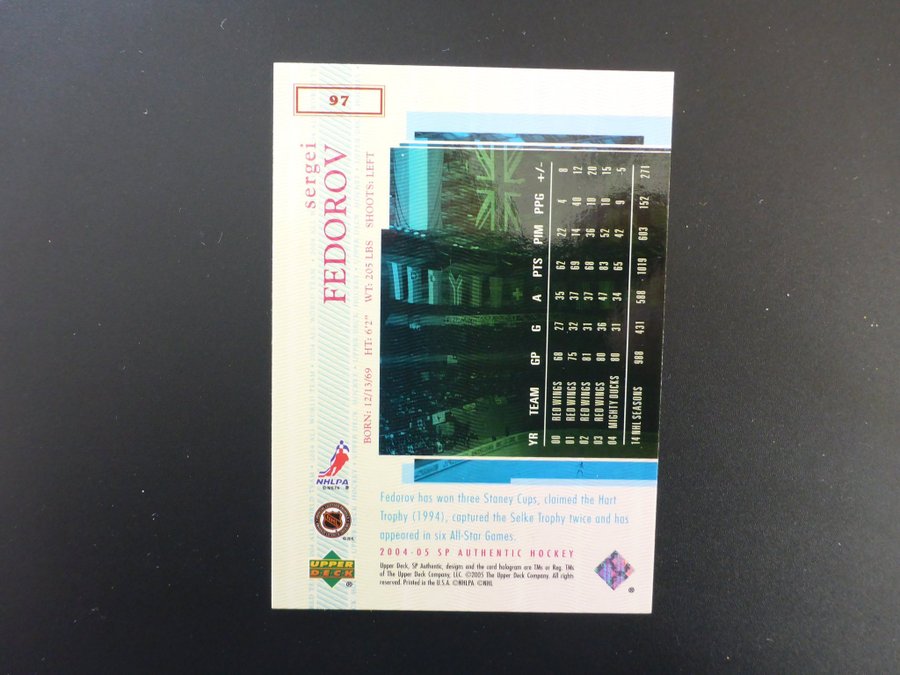 97
sergei
FEDOROV
BORN: 12/13/69 HT: 6'2" WT: 205 LBS SHOOTS: LEFT
YR TEAM GP G A PTS PIM PPG +/-
00 RED WINGS 68 27 35 62 22 4 8
01 RED WINGS 75 32 37 69 14 40 12
02 RED WINGS 81 31 37 68 36 10 20
03 RED WINGS 80 36 47 83 52 10 15
04 MIGHTY DUCKS 80 31 34 65 42 9 5
14 NHL SEASONS 988 431 588 1019 603 152 271
NHLPA
UPPER
DECK
Fedorov has won three Staney Cups, claimed the Hart
Trophy (1994), captured the Selke Trophy twice and has
appeared in six All-Star Games.
2004-05 SP AUTHENTIC HOCKEY
Upper Deck, SP Authentic, designs and the card hologram are TMs or Reg. TMs
of The Upper Deck Company, LLC. ©2005 The Upper Deck Company. All rights
reserved. Printed in the U.S.A. ©NHLPA ©NHL